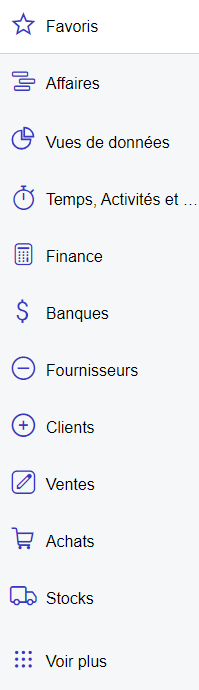 Favoris
Affaires
Vues de données
Temps, Activités et ...
Finance
Banques
Fournisseurs
Clients
Ventes
Achats
Stocks
Voir plus